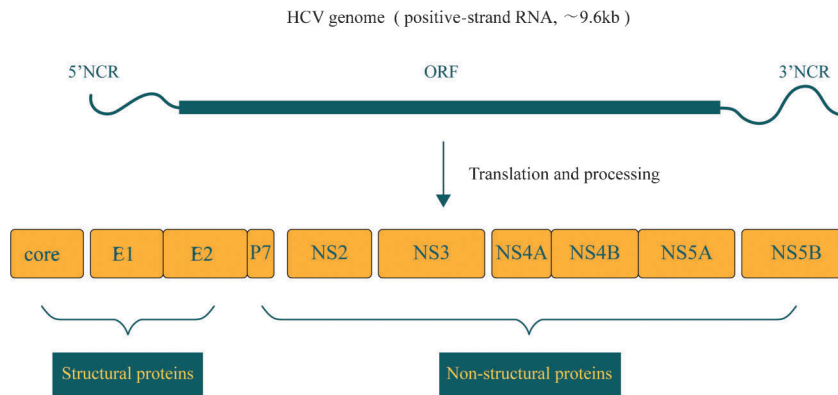 HCV genome ( positive-strand RNA, ～9.6kb )
5’NCR ORF 3’NCR
Translation and processing
core E1 E2 P7 NS2 NS3 NS4A NS4B NS5A NS5B
Structural proteins Non-structural proteins